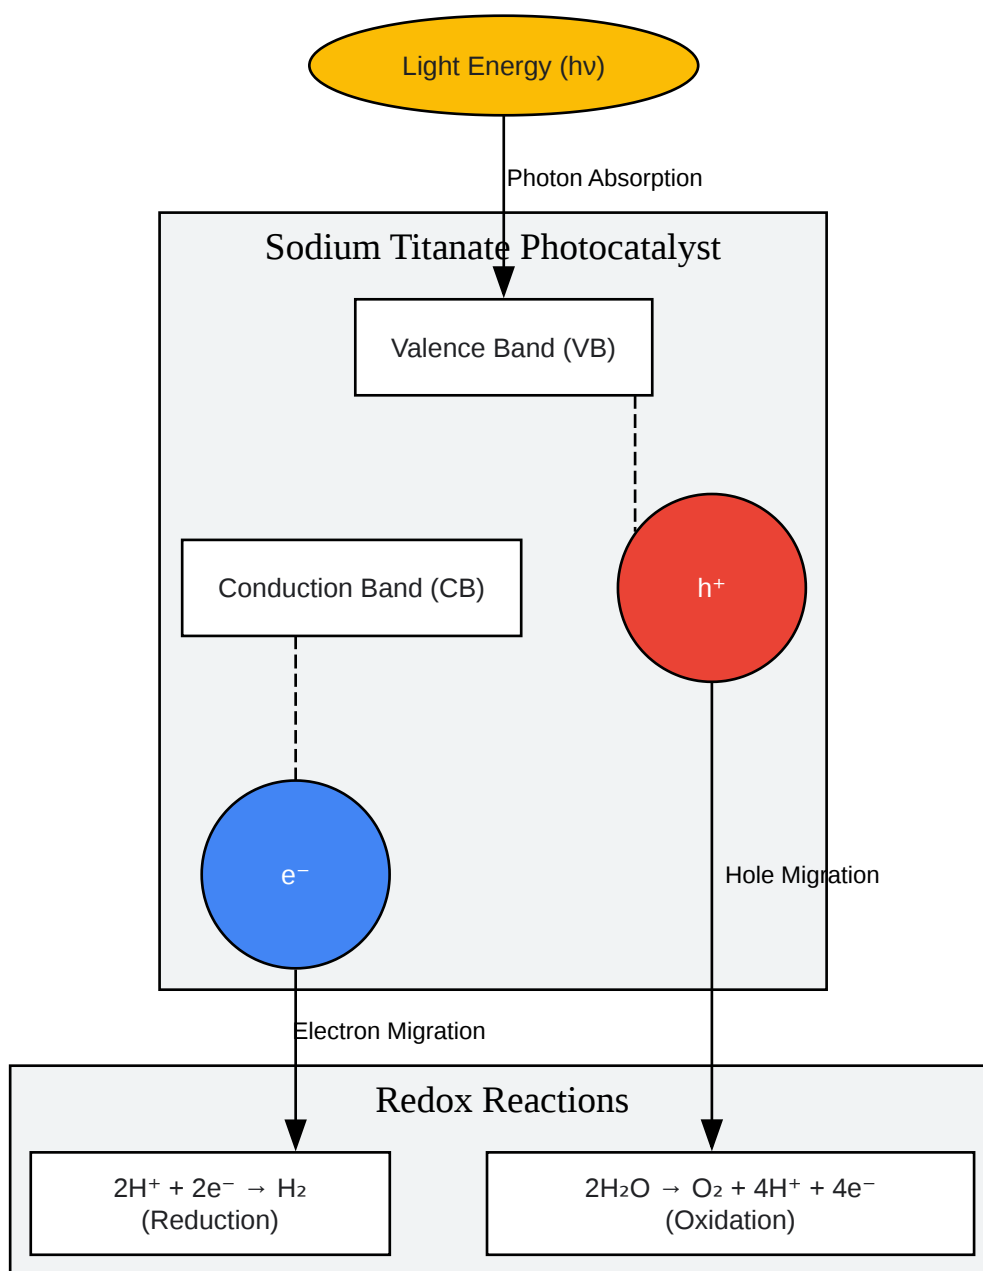 Light Energy (hν)
Photon Absorption
Sodium Titanate Photocatalyst
Valence Band (VB)
Conduction Band (CB)
h⁺
e⁻
Hole Migration
Electron Migration
Redox Reactions
2H⁺ + 2e⁻ → H₂
(Reduction)
2H₂O → O₂ + 4H⁺ + 4e⁻
(Oxidation)